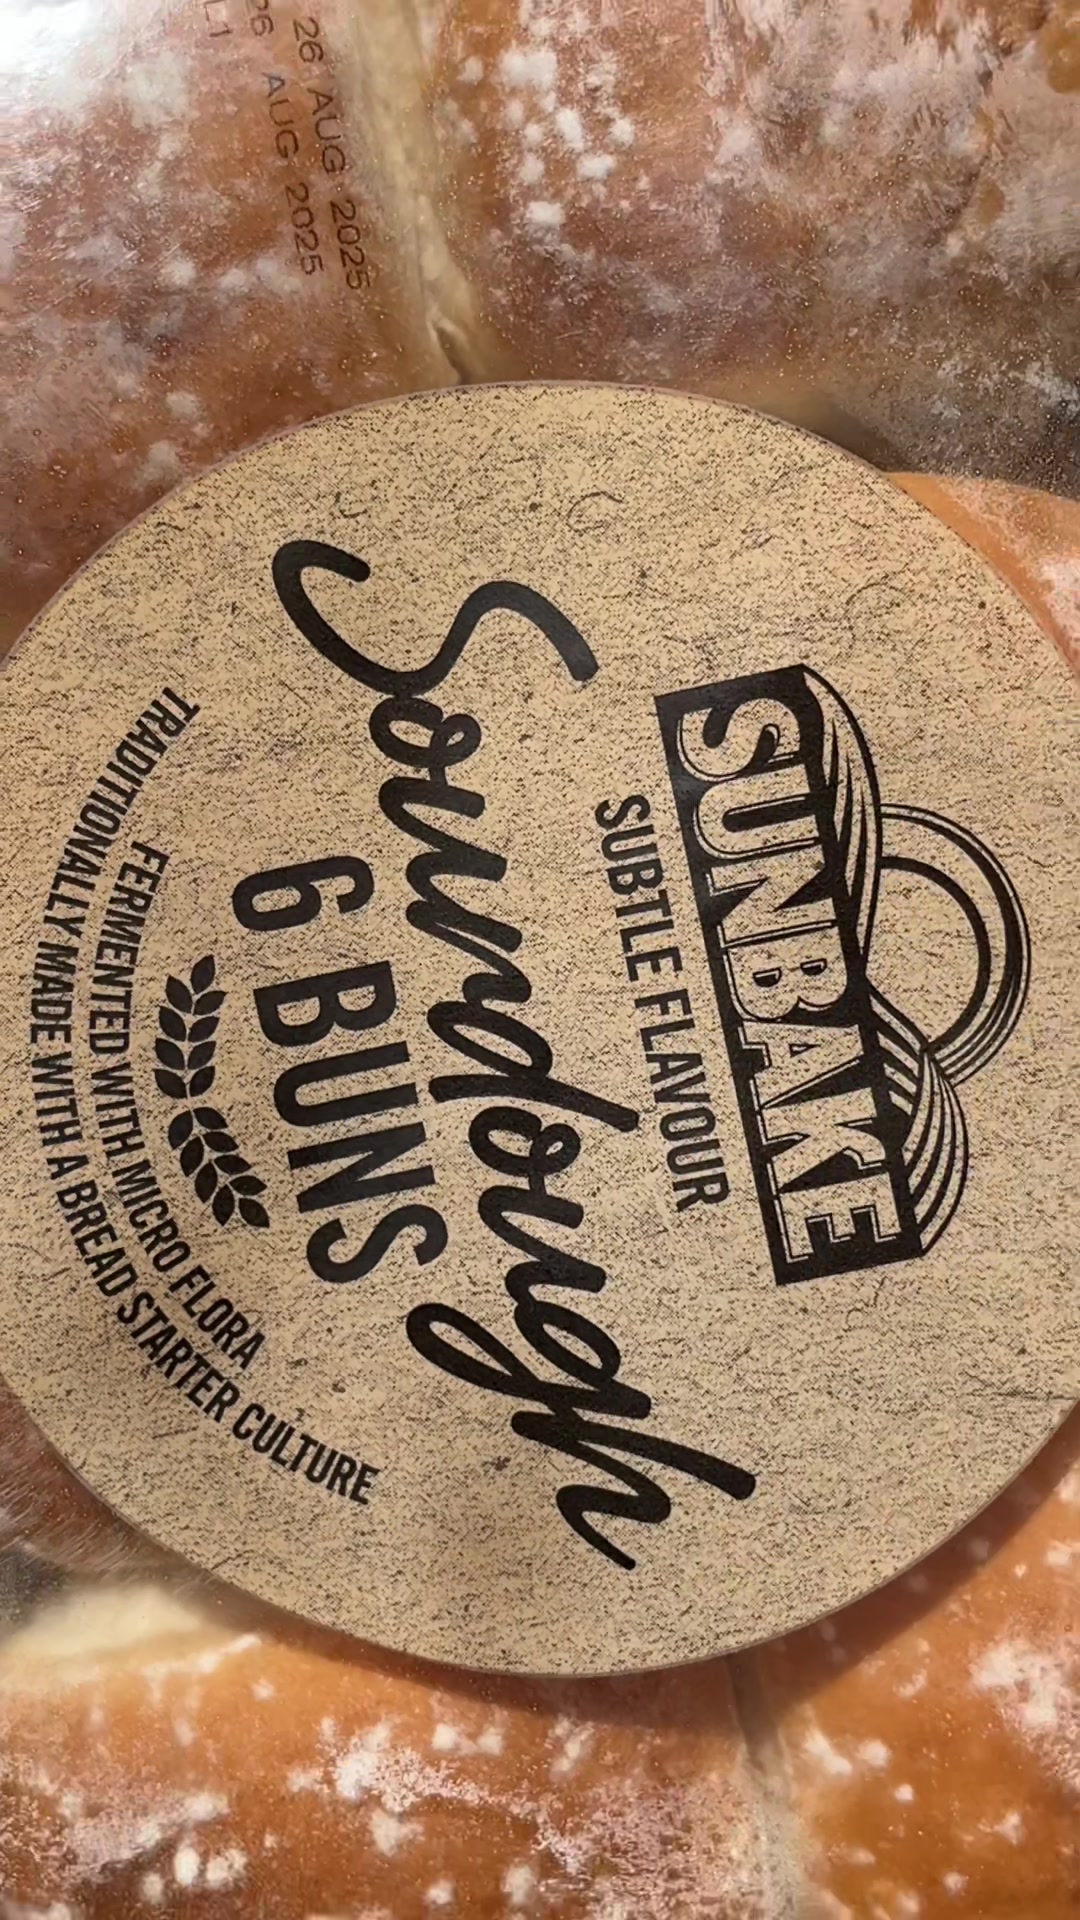 26 AUG 2025
26 AUG 2025
L1
SUNBAKE
SUBTLE FLAVOUR
Sourdough
6 BUNS
FERMENTED WITH MICRO FLORA
TRADITIONALLY MADE WITH A BREAD STARTER CULTURE